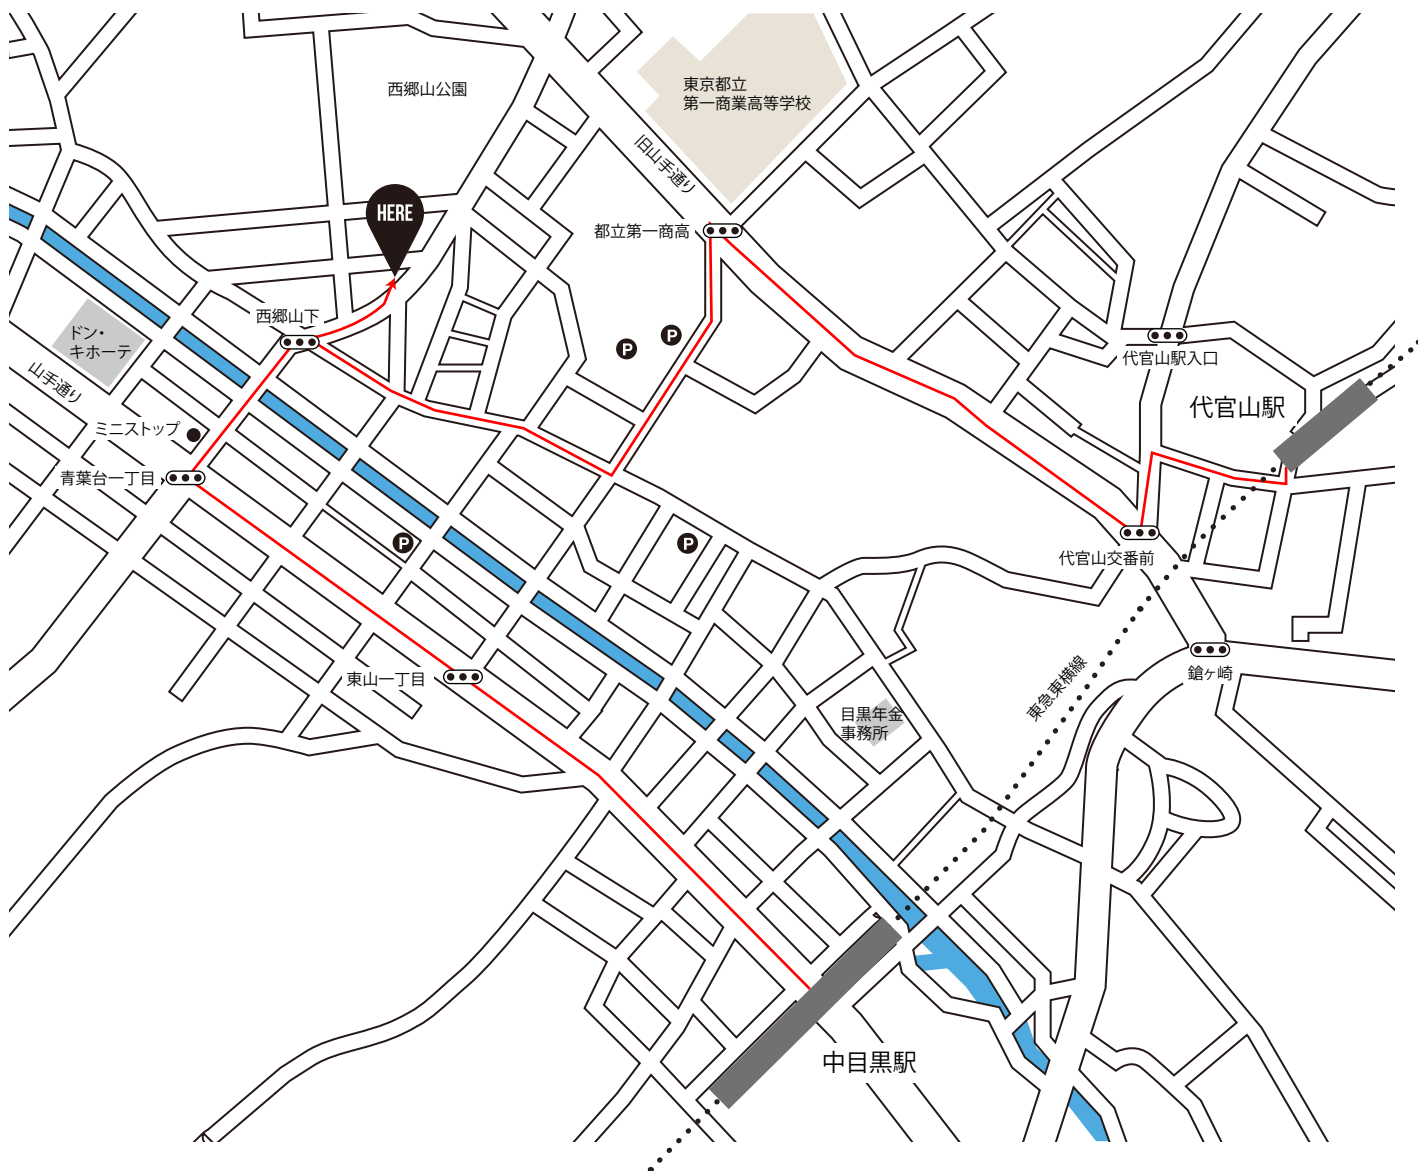 西郷山公園
東京都立
第一商業高等学校
旧山手通り
HERE
都立第一商高
西郷山下
ドン・
キホーテ
山手通り
P
P
代官山駅入口
代官山駅
ミニストップ
青葉台一丁目
P
P
代官山交番前
東山一丁目
鎗ヶ崎
東急東横線
目黒年金
事務所
中目黒駅